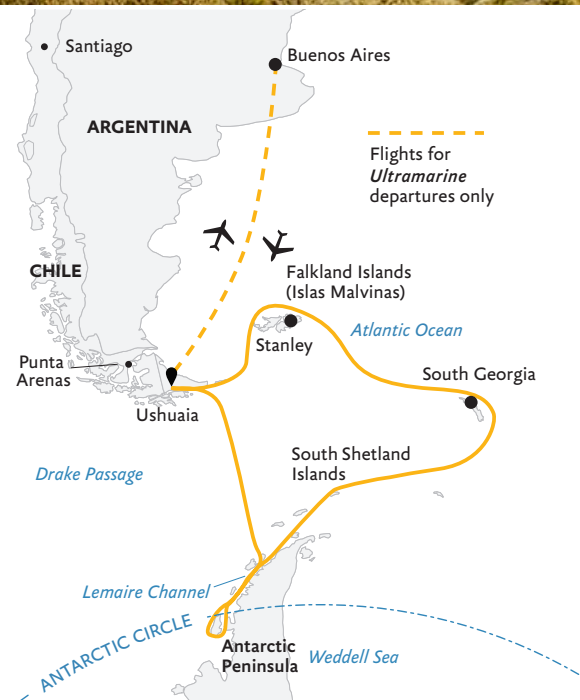 Santiago
Buenos Aires
ARGENTINA
Flights for
Ultramarine
departures only
CHILE
Falkland Islands
(Islas Malvinas)
Atlantic Ocean
Stanley
Punta
Arenas
South Georgia
Ushuaia
South Shetland
Islands
Drake Passage
Lemaire Channel
ANTARCTIC CIRCLE
Antarctic
Peninsula
Weddell Sea